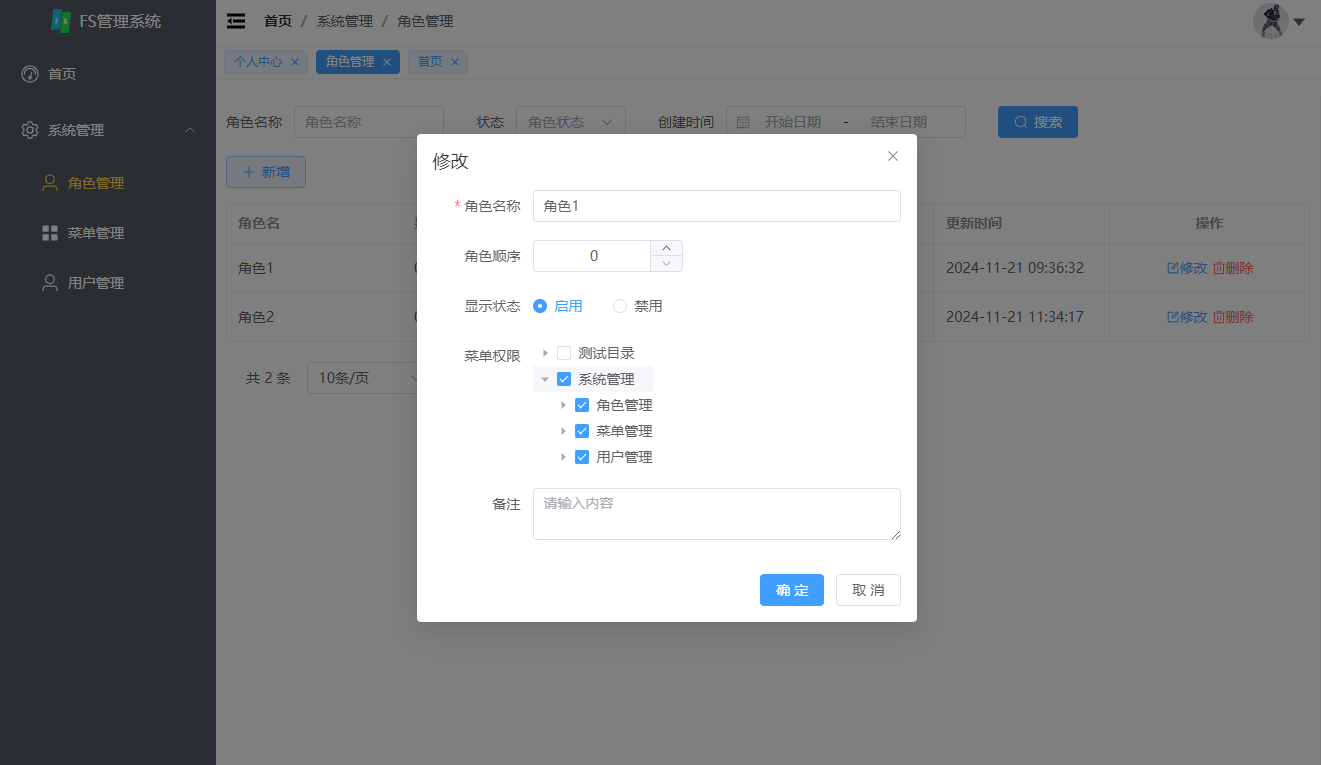 FS管理系统
首页
系统管理
角色管理
菜单管理
用户管理
首页 / 系统管理 / 角色管理
个人中心 角色管理 首页
角色名称 角色名称 状态 角色状态 创建时间 开始日期 - 结束日期 搜索
新增
角色名 更新时间 操作
角色1 2024-11-21 09:36:32 修改 删除
角色2 2024-11-21 11:34:17 修改 删除
共 2 条 10条/页
修改
* 角色名称 角色1
角色顺序 0
显示状态 启用 禁用
菜单权限 测试目录
系统管理
角色管理
菜单管理
用户管理
备注 请输入内容
确 定 取 消